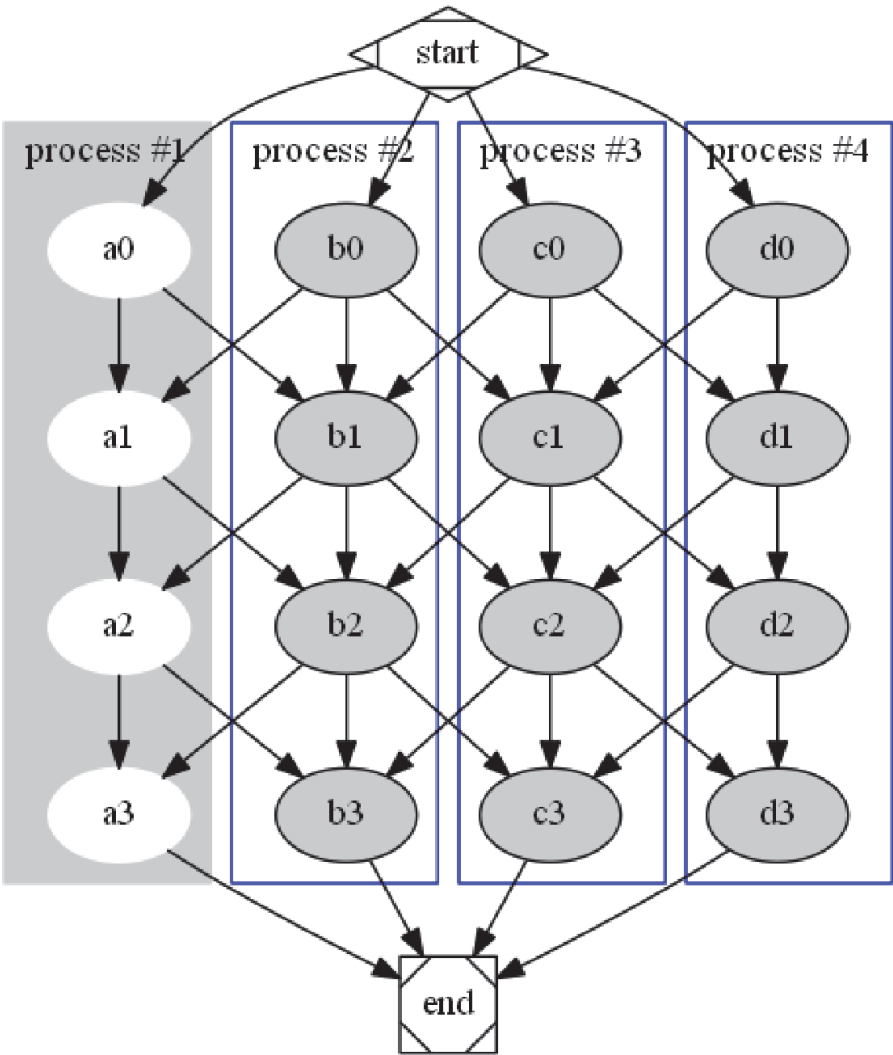 start
process #1 process #2 process #3 process #4
a0 b0 c0 d0
a1 b1 c1 d1
a2 b2 c2 d2
a3 b3 c3 d3
end